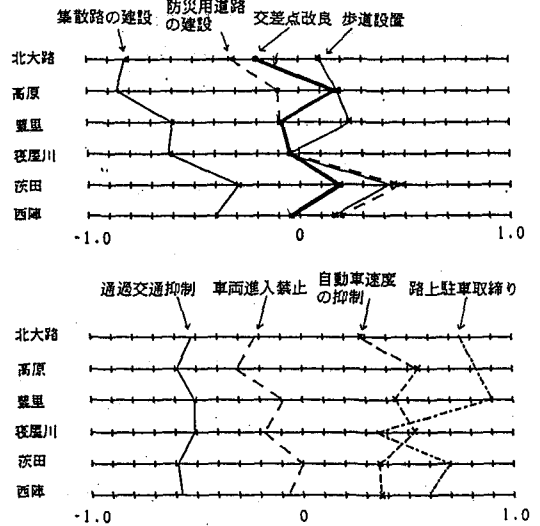 集散路の建設
防災用道路
の建設
交差点改良
歩道設置
北大路
高原
豊里
寝屋川
茨田
西陣
-1.0 0 1.0
通過交通抑制
車両進入禁止
自動車速度
の抑制
路上駐車取締り
北大路
高原
豊里
寝屋川
茨田
西陣
-1.0 0 1.0